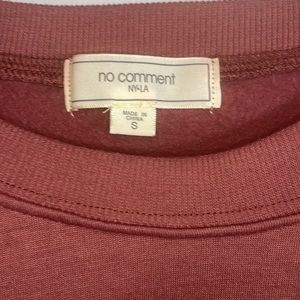 no comment
NY-LA
MADE IN
CHINA
S